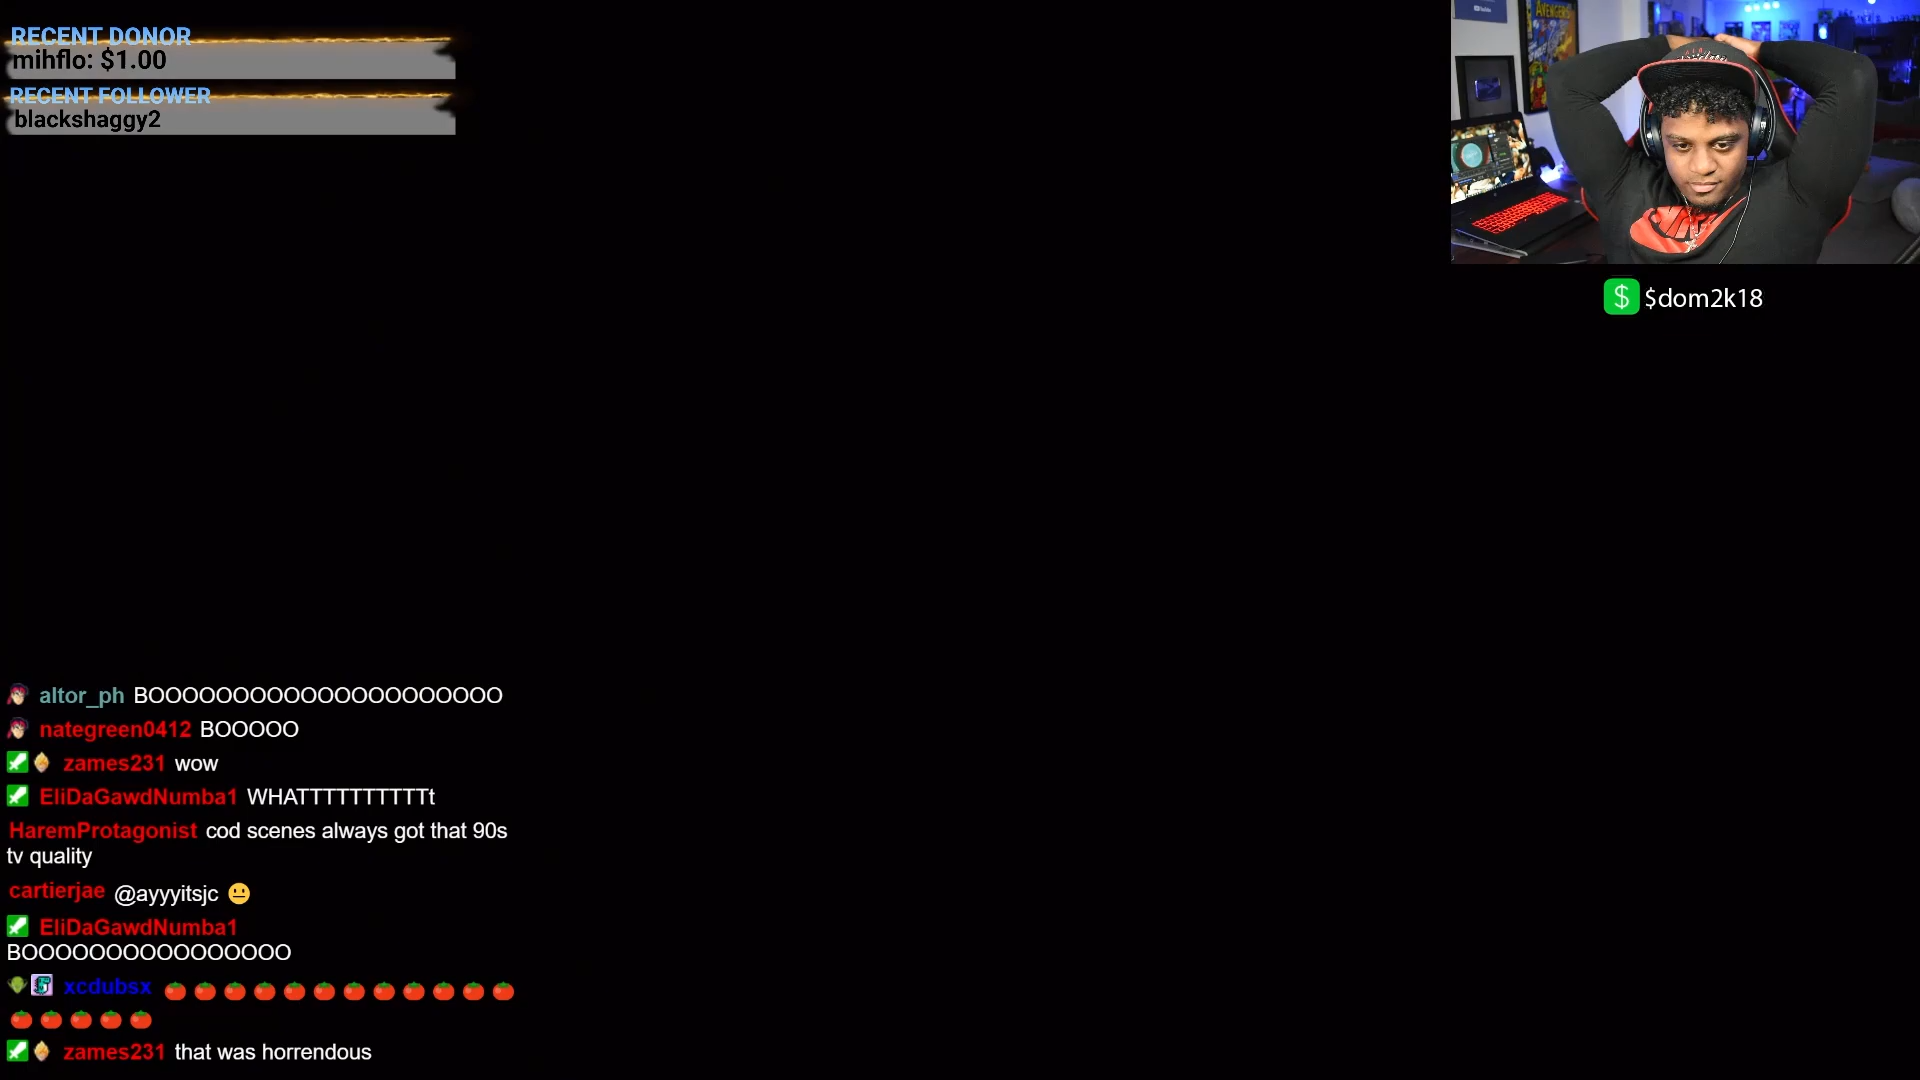 RECENT DONOR
mihflo: $1.00
RECENT FOLLOWER
blackshaggy2
AVENGERS
$ $dom2k18
altor_ph BOOOOOOOOOOOOOOOOOOOOOO
nategreen0412 BOOOOO
zames231 wow
EliDaGawdNumba1 WHATTTTTTTTTTt
HaremProtagonist cod scenes always got that 90s
tv quality
cartierjae @ayyyitsjc 😐
EliDaGawdNumba1
BOOOOOOOOOOOOOOOO
xcdubsx 🍅 🍅 🍅 🍅 🍅 🍅 🍅 🍅 🍅 🍅 🍅 🍅
🍅 🍅 🍅 🍅 🍅
zames231 that was horrendous